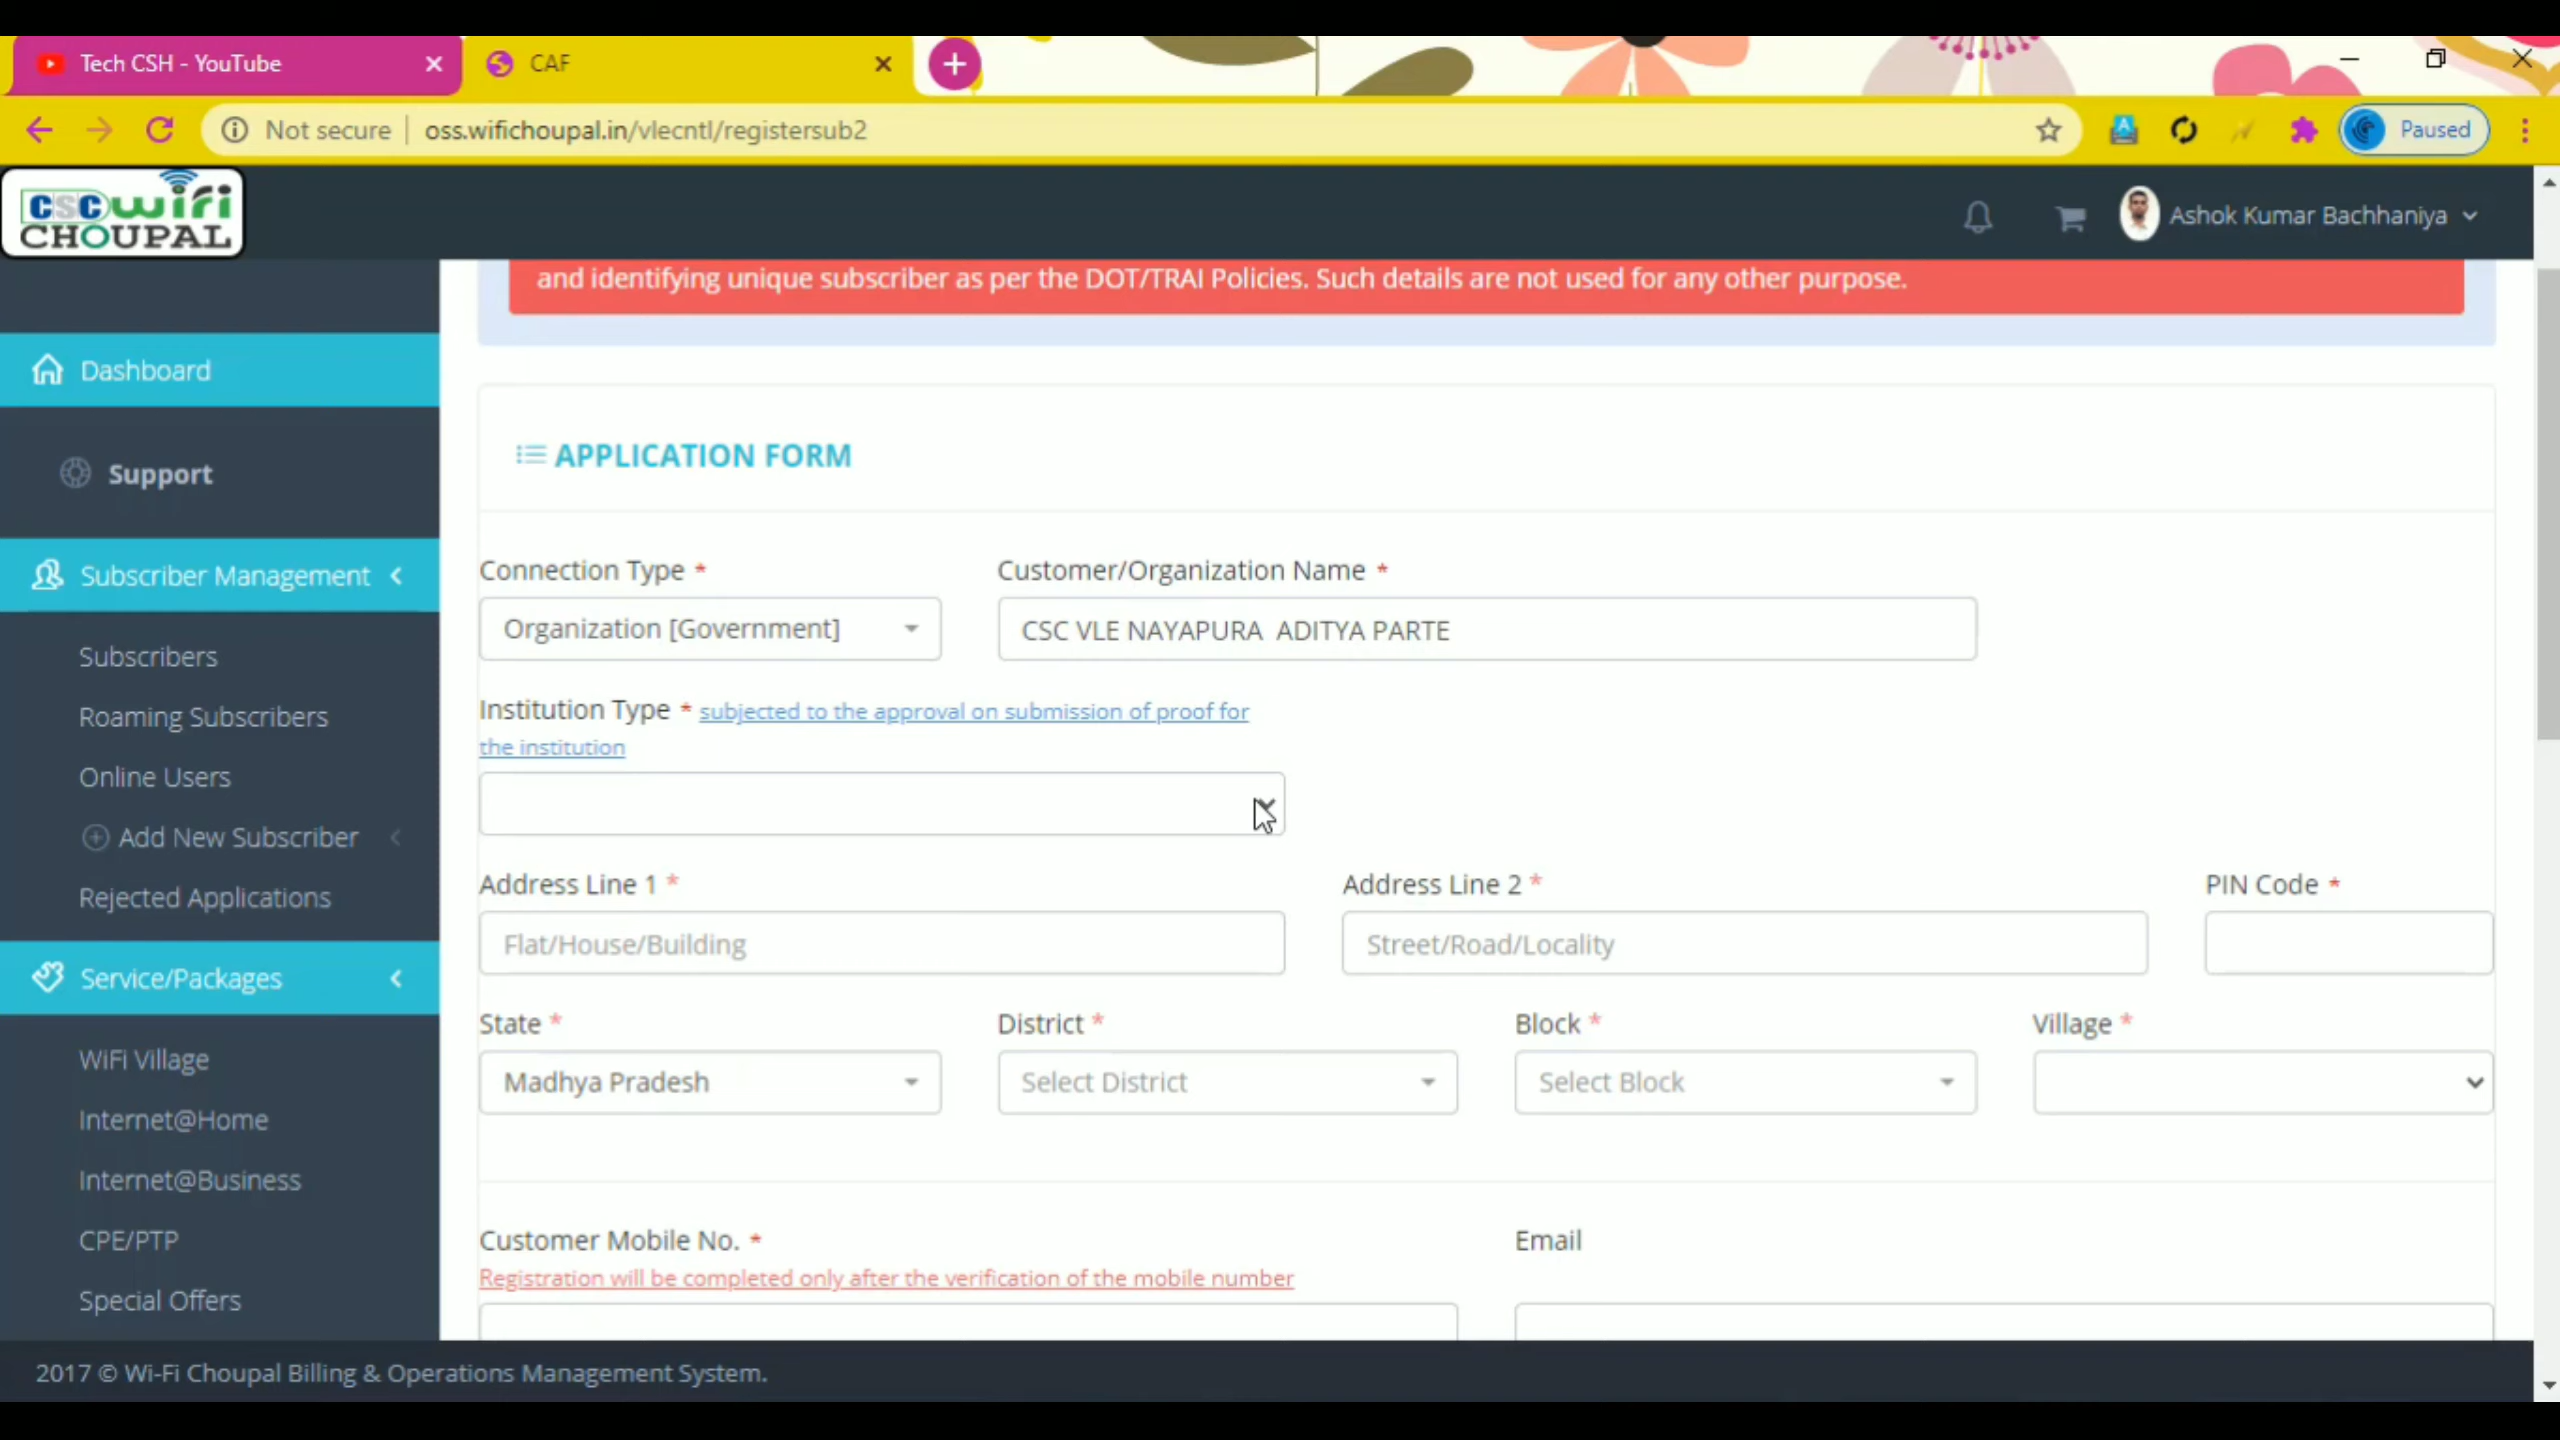 Tech CSH - YouTube
CAF
Not secure
oss.wifichoupal.in/vlecntl/registersub2
Paused
CSC wifi
CHOUPAL
Ashok Kumar Bachhaniya
and identifying unique subscriber as per the DOT/TRAI Policies. Such details are not used for any other purpose.
Dashboard
Support
Subscriber Management
Subscribers
Roaming Subscribers
Online Users
Add New Subscriber
Rejected Applications
Service/Packages
WiFi Village
Internet@Home
Internet@Business
CPE/PTP
Special Offers
APPLICATION FORM
Connection Type *
Customer/Organization Name *
Organization [Government]
CSC VLE NAYAPURA  ADITYA PARTE
Institution Type * subjected to the approval on submission of proof for
the institution
Address Line 1 *
Address Line 2 *
PIN Code *
Flat/House/Building
Street/Road/Locality
State *
District *
Block *
Village *
Madhya Pradesh
Select District
Select Block
Customer Mobile No. *
Email
Registration will be completed only after the verification of the mobile number
2017 © Wi-Fi Choupal Billing & Operations Management System.